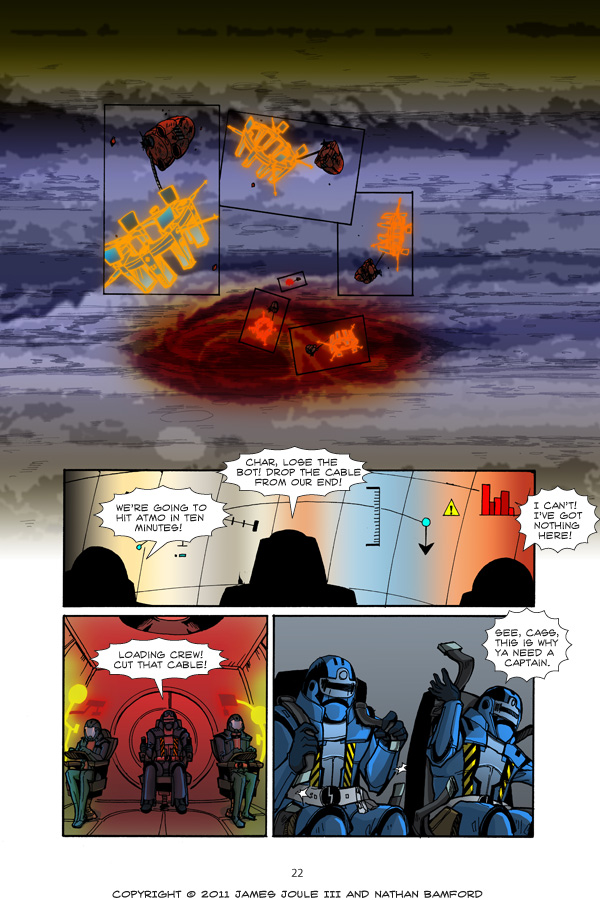 WE'RE GOING TO
HIT ATMO IN TEN
MINUTES!
CHAR, LOSE THE
BOT! DROP THE CABLE
FROM OUR END!
I CAN'T!
I'VE GOT
NOTHING
HERE!
LOADING CREW!
CUT THAT CABLE!
SEE, CASS,
THIS IS WHY
YA NEED A
CAPTAIN.
22
COPYRIGHT © 2011 JAMES JOULE III AND NATHAN BAMFORD